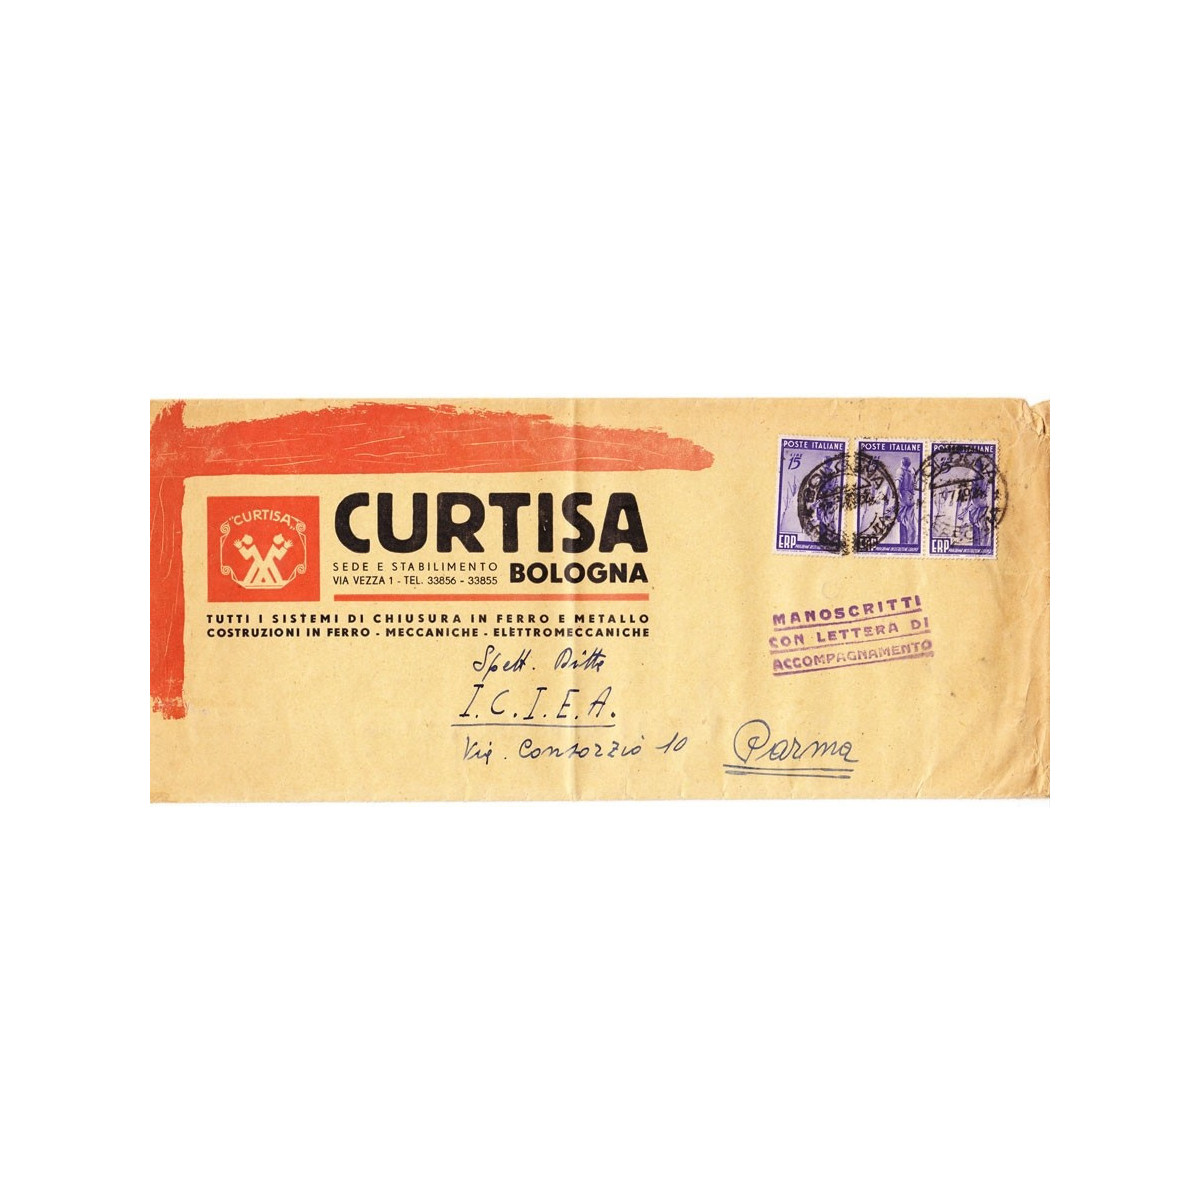 "CURTISA"
CURTISA
SEDE E STABILIMENTO
VIA VEZZA 1 - TEL. 33856 - 33855
BOLOGNA
TUTTI I SISTEMI DI CHIUSURA IN FERRO E METALLO
COSTRUZIONI IN FERRO - MECCANICHE - ELETTROMECCANICHE
POSTE ITALIANE
LIRE 15
ERP
POSTE ITALIANE
ERP
ITALIANE
15
ERP
BOLOGNA
MANOSCRITTI
CON LETTERA DI
ACCOMPAGNAMENTO
Spett. Ditta
I.C.I.E.A.
Via Consorzio 10
Parma